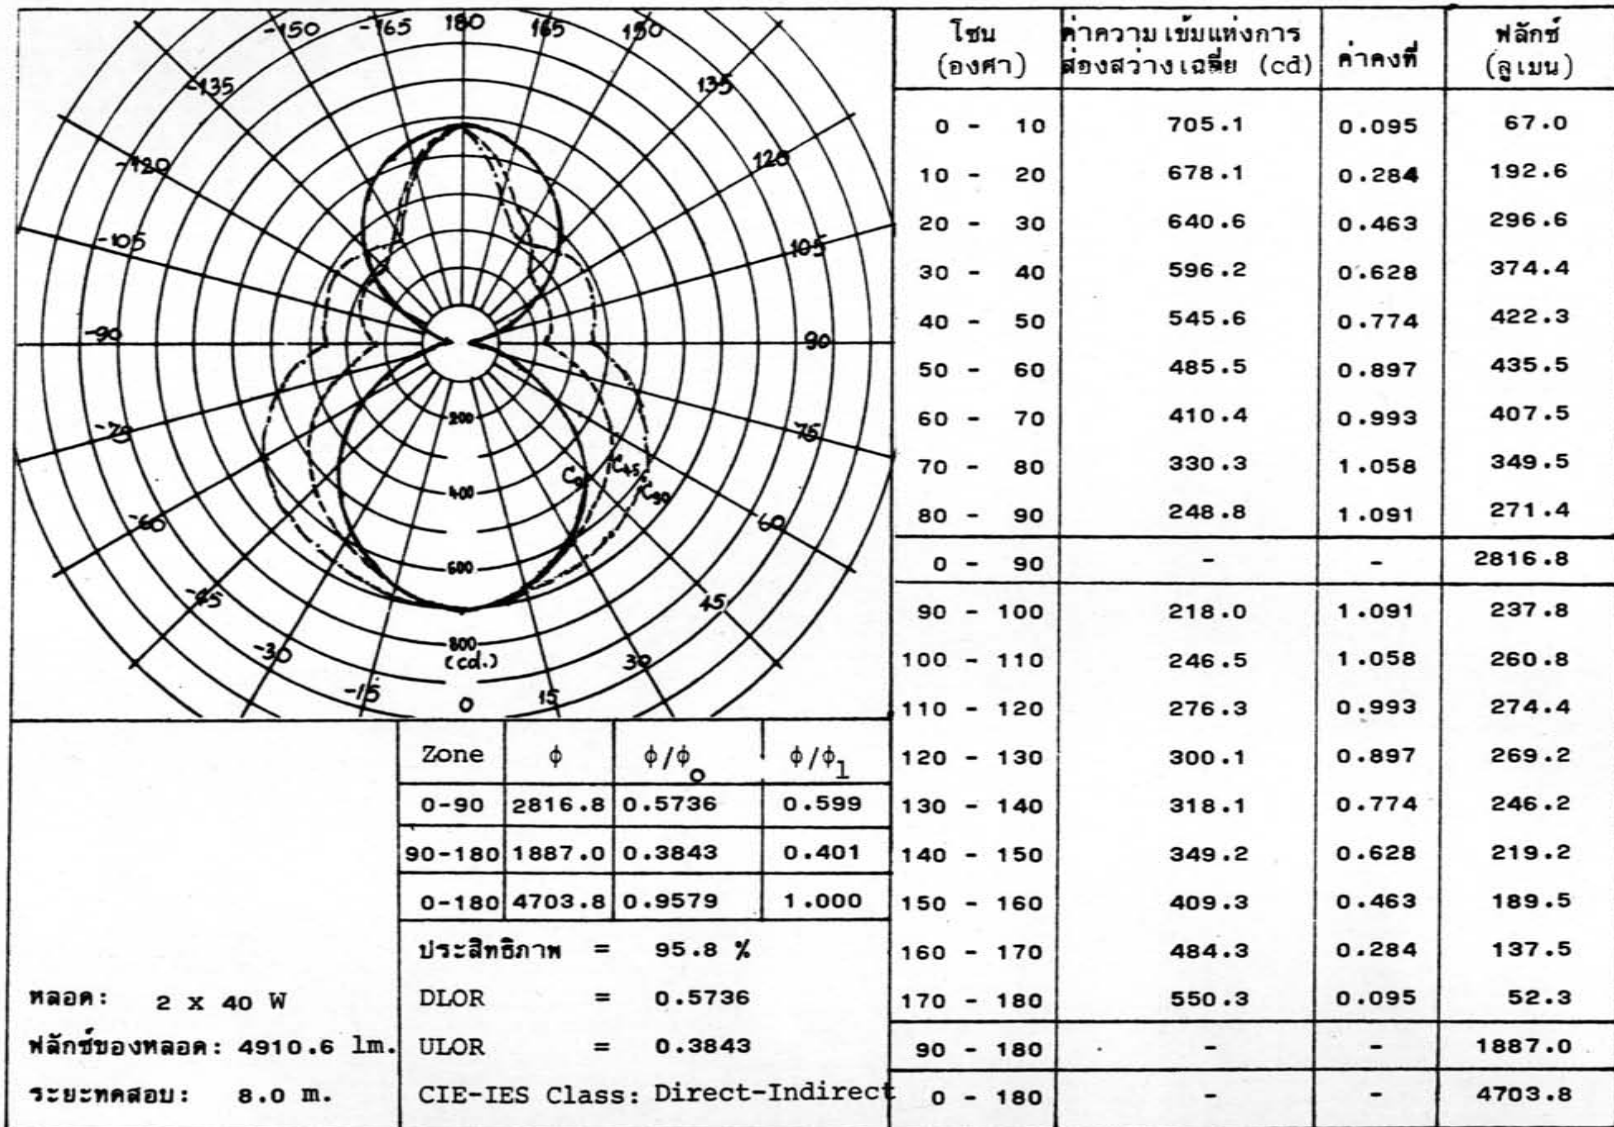 -150 -165 180 165 150
-135 135
-120 120
-105 105
-90 90
-75 75
-60 60
-45 45
-30 30
-15 0 15
200
400
600
800
(cd.)
C₀ C₄₅ C₉₀
โซน (องศา) ค่าความเข้มแห่งการส่องสว่างเฉลี่ย (cd) ค่าคงที่ ฟลักซ์ (ลูเมน)
0 - 10 705.1 0.095 67.0
10 - 20 678.1 0.284 192.6
20 - 30 640.6 0.463 296.6
30 - 40 596.2 0.628 374.4
40 - 50 545.6 0.774 422.3
50 - 60 485.5 0.897 435.5
60 - 70 410.4 0.993 407.5
70 - 80 330.3 1.058 349.5
80 - 90 248.8 1.091 271.4
0 - 90 - - 2816.8
90 - 100 218.0 1.091 237.8
100 - 110 246.5 1.058 260.8
110 - 120 276.3 0.993 274.4
120 - 130 300.1 0.897 269.2
130 - 140 318.1 0.774 246.2
140 - 150 349.2 0.628 219.2
150 - 160 409.3 0.463 189.5
160 - 170 484.3 0.284 137.5
170 - 180 550.3 0.095 52.3
90 - 180 - - 1887.0
0 - 180 - - 4703.8
Zone ϕ ϕ/ϕ₀ ϕ/ϕ₁
0-90 2816.8 0.5736 0.599
90-180 1887.0 0.3843 0.401
0-180 4703.8 0.9579 1.000
ประสิทธิภาพ = 95.8 %
DLOR = 0.5736
ULOR = 0.3843
CIE-IES Class: Direct-Indirect
หลอด: 2 x 40 W
ฟลักซ์ของหลอด: 4910.6 lm.
ระยะทดสอบ: 8.0 m.